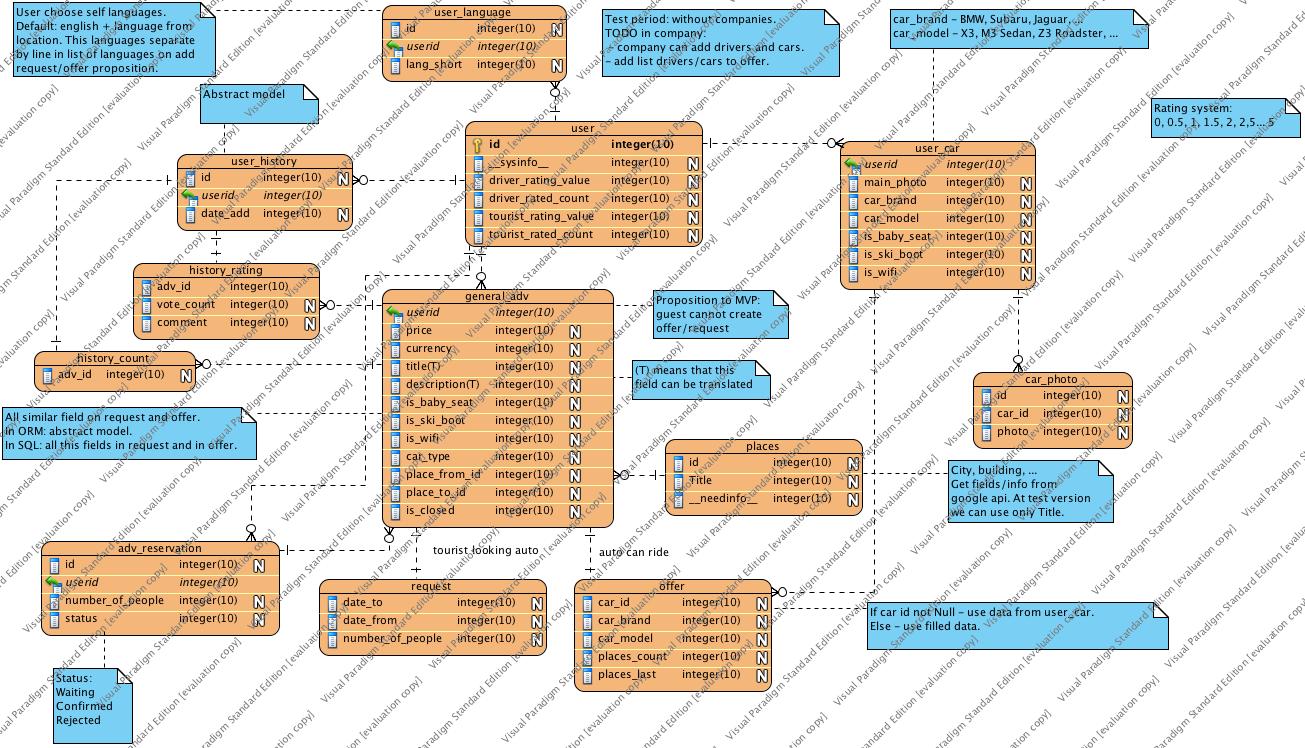 User choose self languages.
Default: english + language from
location. This languages separate
by line in list of languages on add
request/offer proposition.
user_language
id integer(10) N
userid integer(10)
lang_short integer(10) N
Test period: without companies.
TODO in company:
– company can add drivers and cars.
– add list drivers/cars to offer.
car_brand – BMW, Subaru, Jaguar, ...
car_model – X3, M3 Sedan, Z3 Roadster, ...
Rating system:
0, 0.5, 1, 1.5, 2, 2,5... 5
Abstract model
user_history
id integer(10) N
userid integer(10)
date_add integer(10) N
user
id integer(10)
__sysinfo__ integer(10) N
driver_rating_value integer(10) N
driver_rated_count integer(10) N
tourist_rating_value integer(10) N
tourist_rated_count integer(10) N
user_car
userid integer(10)
main_photo integer(10) N
car_brand integer(10) N
car_model integer(10) N
is_baby_seat integer(10) N
is_ski_boot integer(10) N
is_wifi integer(10) N
history_rating
adv_id integer(10)
vote_count integer(10) N
comment integer(10) N
history_count
adv_id integer(10) N
general_adv
userid integer(10)
price integer(10) N
currency integer(10) N
title(T) integer(10) N
description(T) integer(10) N
is_baby_seat integer(10) N
is_ski_boot integer(10) N
is_wifi integer(10) N
car_type integer(10) N
place_from_id integer(10) N
place_to_id integer(10) N
is_closed integer(10) N
Proposition to MVP:
guest cannot create
offer/request
(T) means that this
field can be translated
car_photo
id integer(10) N
car_id integer(10) N
photo integer(10) N
All similar field on request and offer.
In ORM: abstract model.
In SQL: all this fields in request and in offer.
places
id integer(10) N
Title integer(10) N
__needinfo__ integer(10) N
City, building, ...
Get fields/info from
google api. At test version
we can use only Title.
adv_reservation
id integer(10) N
userid integer(10)
number_of_people integer(10) N
status integer(10) N
tourist looking auto
auto can ride
request
date_to integer(10) N
date_from integer(10) N
number_of_people integer(10) N
offer
car_id integer(10) N
car_brand integer(10) N
car_model integer(10) N
places_count integer(10) N
places_last integer(10) N
If car id not Null – use data from user_car.
Else – use filled data.
Status:
Waiting
Confirmed
Rejected
Visual Paradigm Standard Edition [evaluation copy]